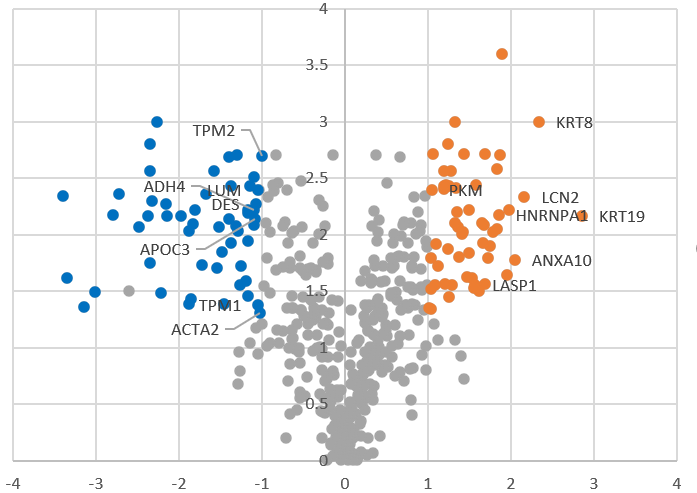 4
3.5
3
KRT8
TPM2
2.5
ADH4
LUM
PKM
LCN2
DES
2
HNRNPA1
KRT19
APOC3
ANXA10
1.5
LASP1
TPM1
ACTA2
1
0.5
0
-4 -3 -2 -1 0 1 2 3 4